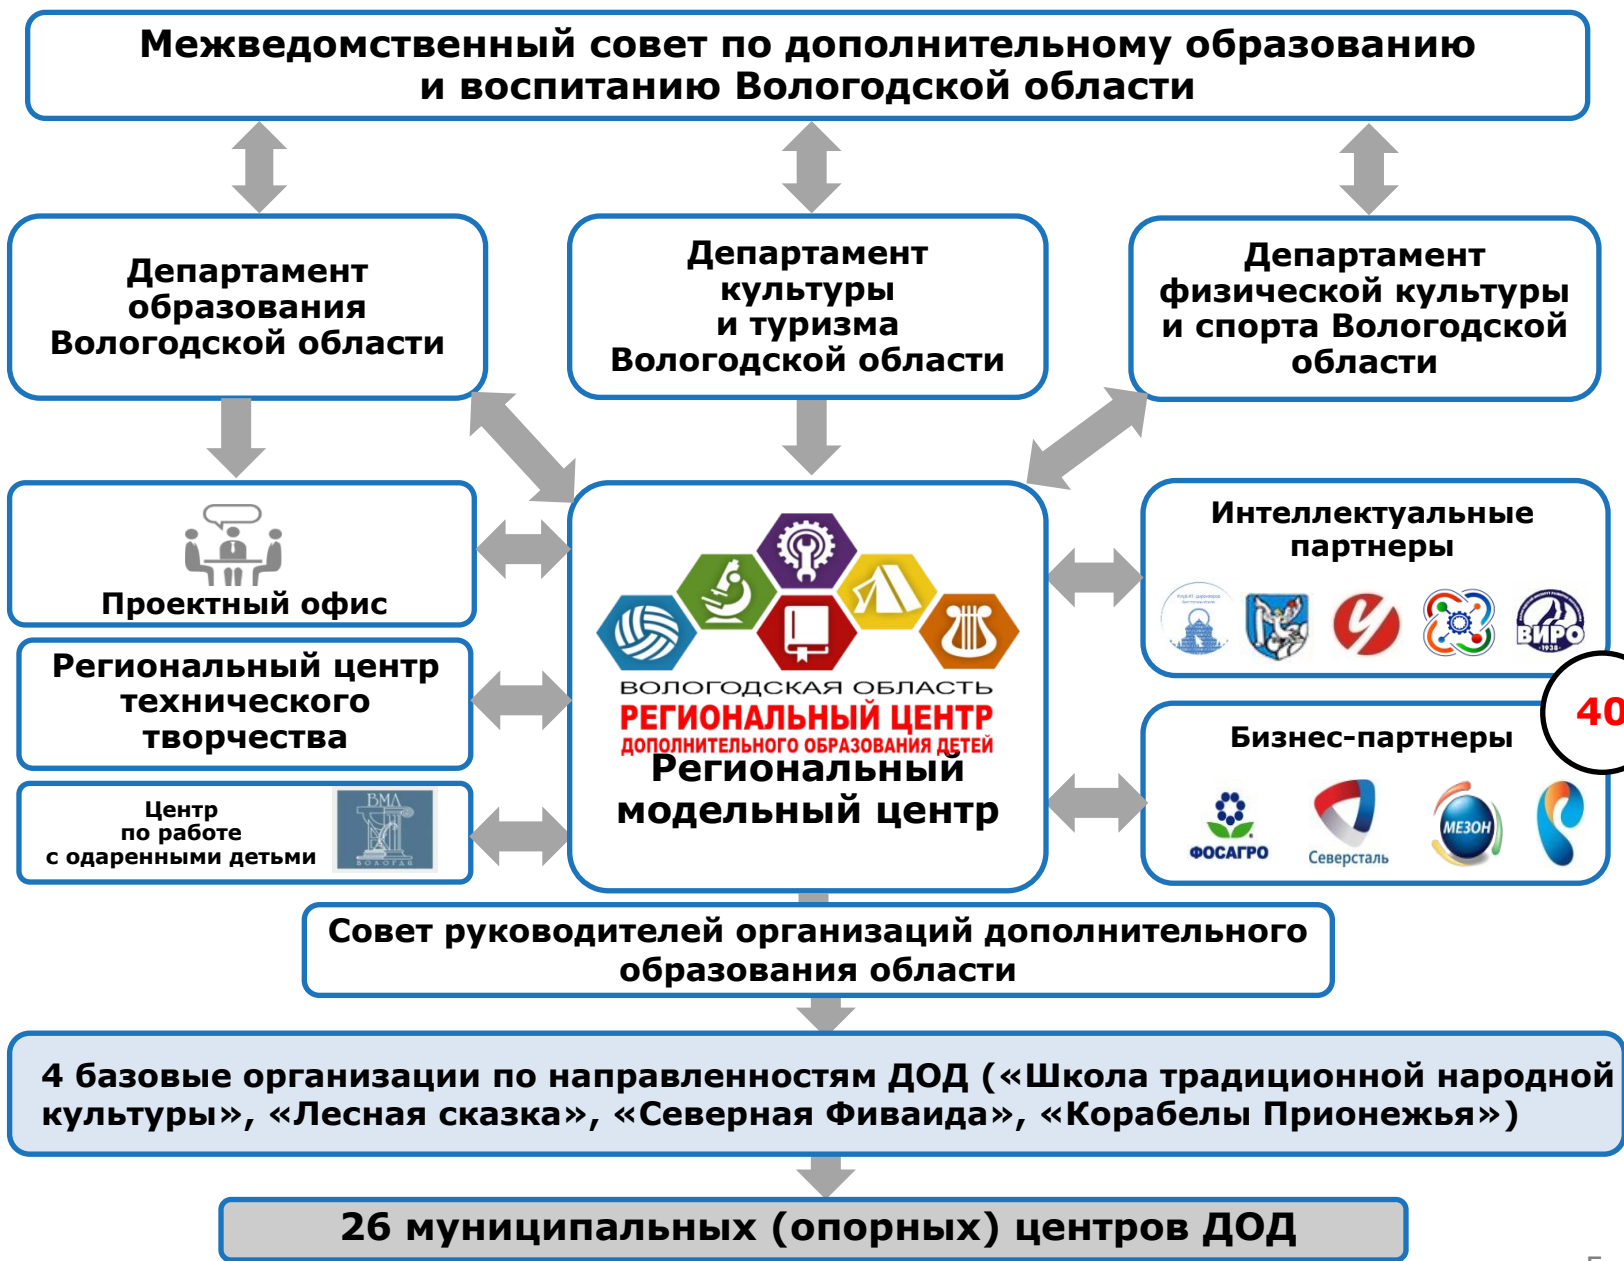 Межведомственный совет по дополнительному образованию
и воспитанию Вологодской области
Департамент
образования
Вологодской области
Департамент
культуры
и туризма
Вологодской области
Департамент
физической культуры
и спорта Вологодской
области
Проектный офис
Региональный центр
технического
творчества
Центр
по работе
с одаренными детьми
ВМЛ
ВОЛОГДА
ВОЛОГОДСКАЯ ОБЛАСТЬ
РЕГИОНАЛЬНЫЙ ЦЕНТР
ДОПОЛНИТЕЛЬНОГО ОБРАЗОВАНИЯ ДЕТЕЙ
Региональный
модельный центр
Интеллектуальные
партнеры
ВИРО
·1938·
40
Бизнес-партнеры
ФОСАГРО
Северсталь
МЕЗОН
Совет руководителей организаций дополнительного
образования области
4 базовые организации по направленностям ДОД («Школа традиционной народной
культуры», «Лесная сказка», «Северная Фиваида», «Корабелы Прионежья»)
26 муниципальных (опорных) центров ДОД